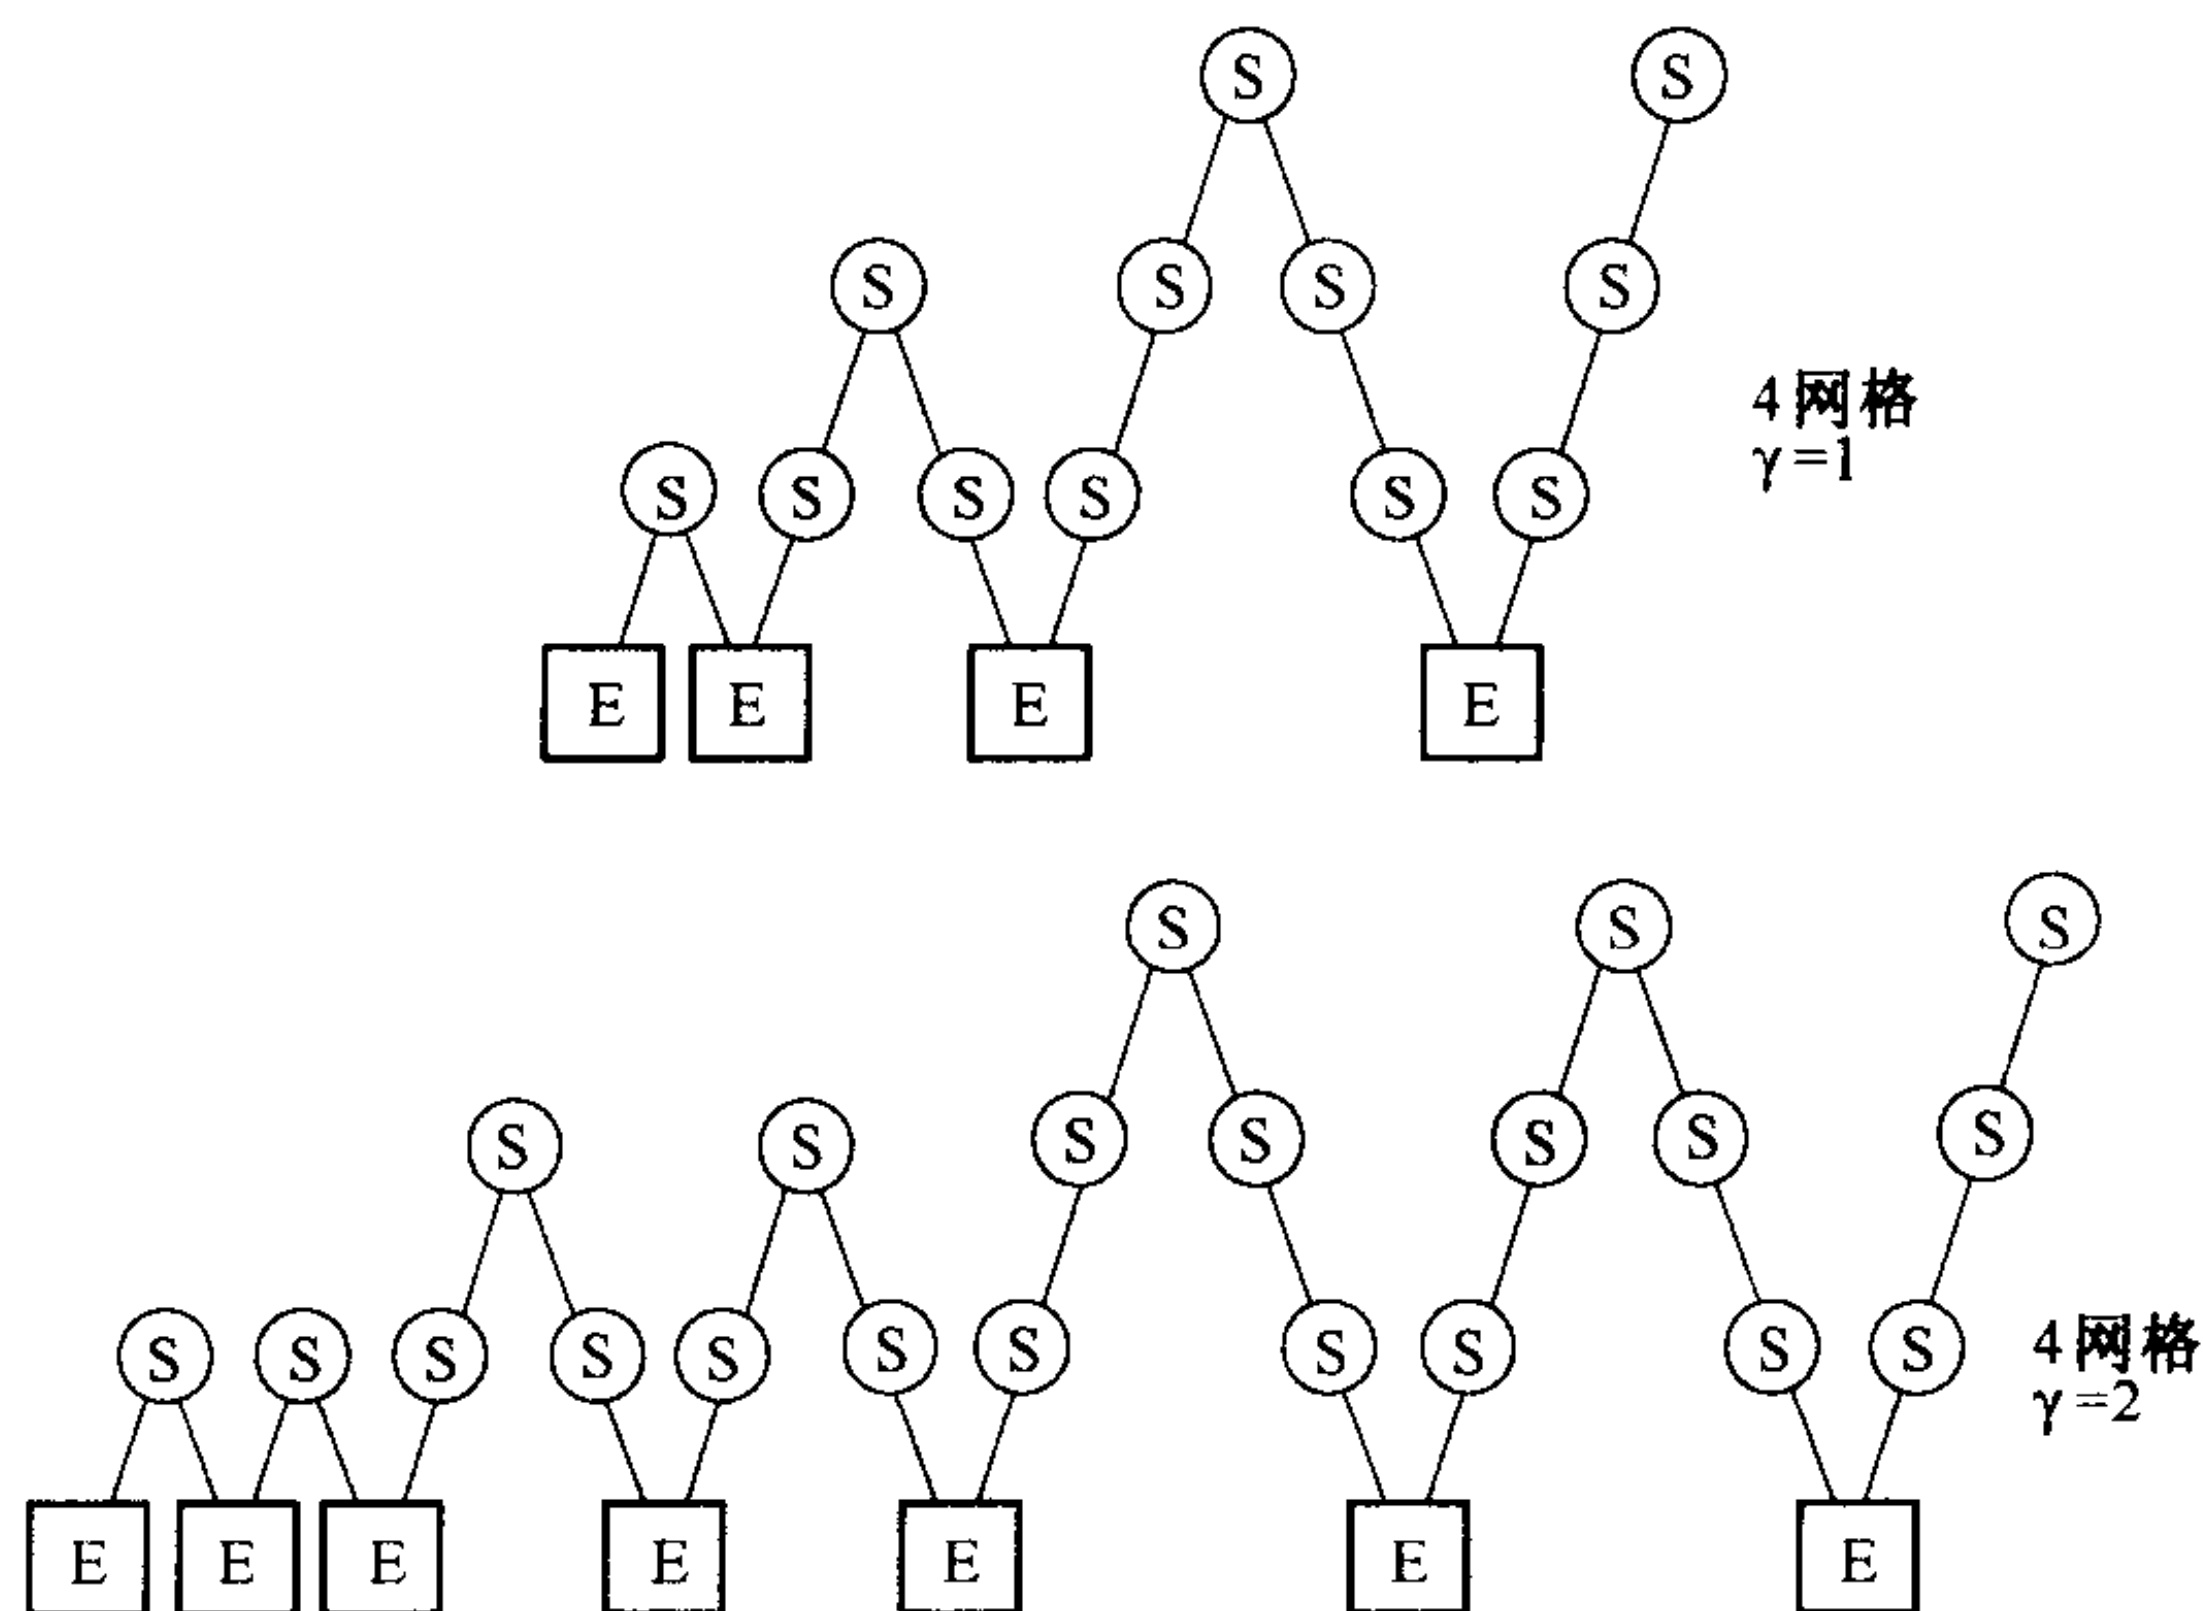 S S
S S S S
4 网格
γ =1
S S S S S S
E E E E
S S S
S S S S S S S
S S S S S S S S S S S
4 网格
γ =2
E E E E E E E